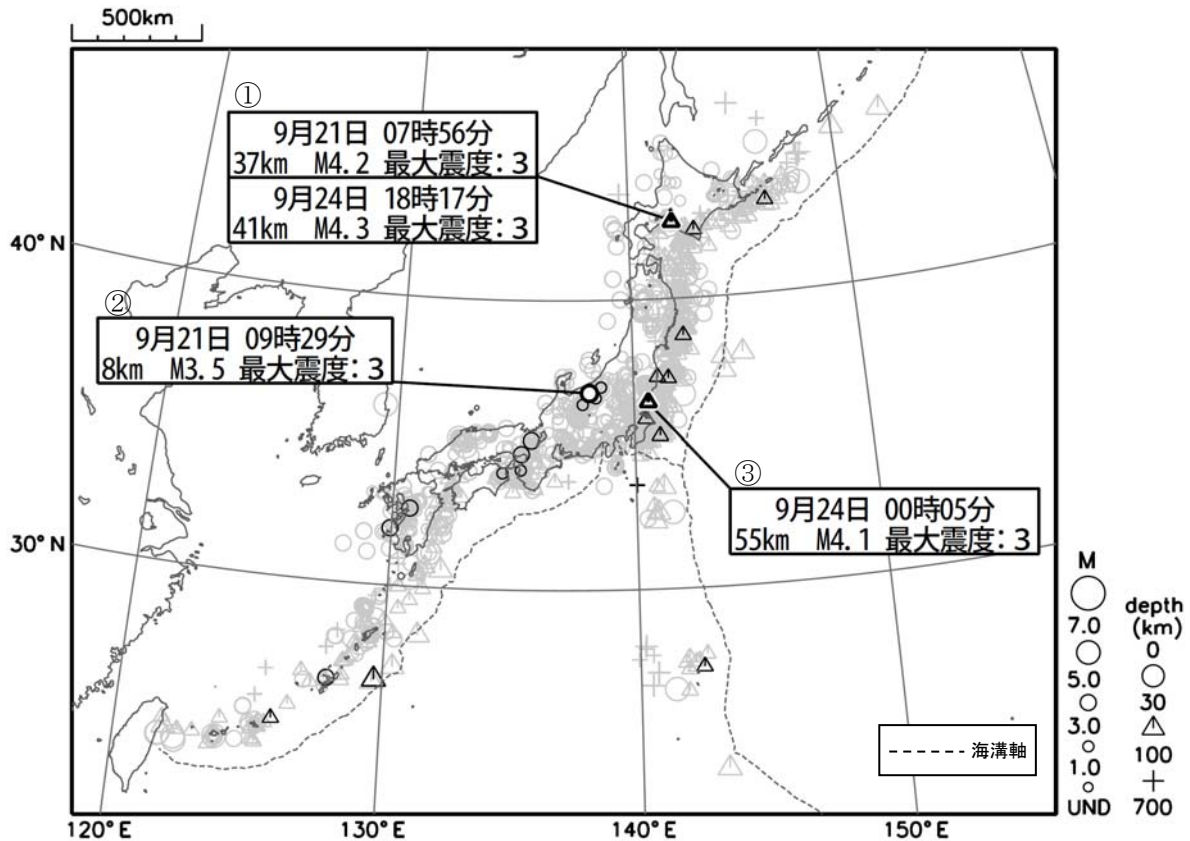 500km
①
9月21日 07時56分
37km M4.2 最大震度：3
9月24日 18時17分
41km M4.3 最大震度：3
40°N
②
9月21日 09時29分
8km M3.5 最大震度：3
③
9月24日 00時05分
55km M4.1 最大震度：3
30°N
M
7.0
5.0
3.0
1.0
UND
depth
(km)
0
30
100
700
海溝軸
120°E
130°E
140°E
150°E